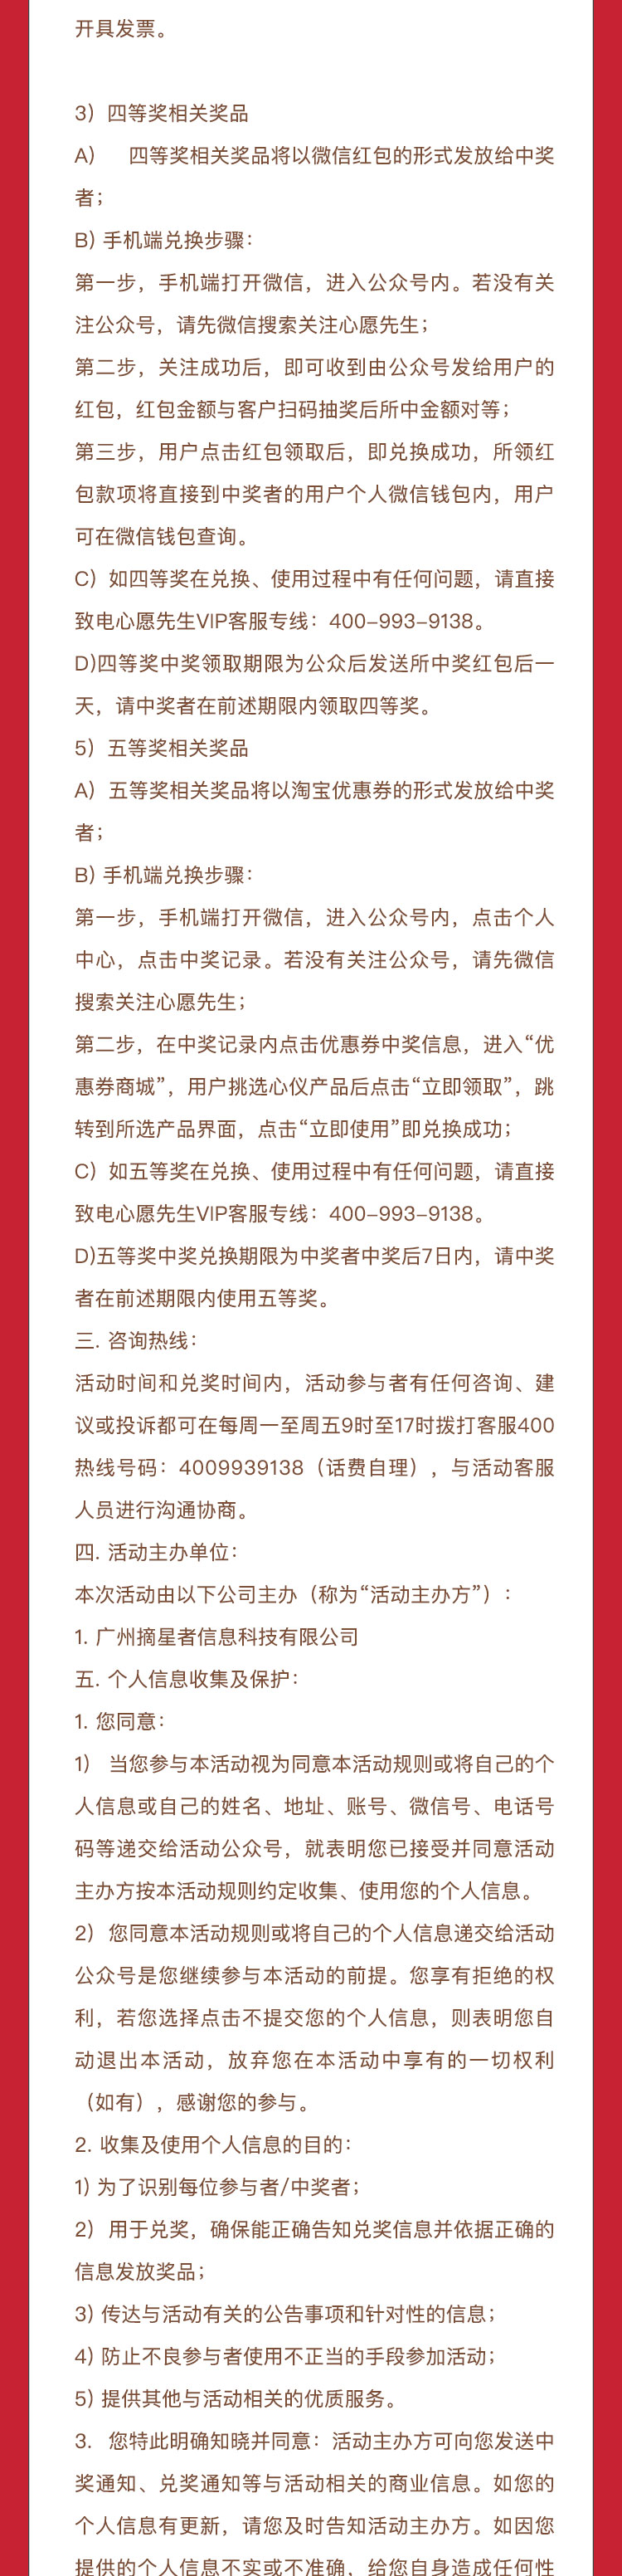 开具发票。
3）四等奖相关奖品
A）　四等奖相关奖品将以微信红包的形式发放给中奖
者；
B) 手机端兑换步骤：
第一步，手机端打开微信，进入公众号内。若没有关
注公众号，请先微信搜索关注心愿先生；
第二步，关注成功后，即可收到由公众号发给用户的
红包，红包金额与客户扫码抽奖后所中金额对等；
第三步，用户点击红包领取后，即兑换成功，所领红
包款项将直接到中奖者的用户个人微信钱包内，用户
可在微信钱包查询。
C）如四等奖在兑换、使用过程中有任何问题，请直接
致电心愿先生VIP客服专线：400-993-9138。
D)四等奖中奖领取期限为公众后发送所中奖红包后一
天，请中奖者在前述期限内领取四等奖。
5）五等奖相关奖品
A）五等奖相关奖品将以淘宝优惠券的形式发放给中奖
者；
B) 手机端兑换步骤：
第一步，手机端打开微信，进入公众号内，点击个人
中心，点击中奖记录。若没有关注公众号，请先微信
搜索关注心愿先生；
第二步，在中奖记录内点击优惠券中奖信息，进入“优
惠券商城”，用户挑选心仪产品后点击“立即领取”，跳
转到所选产品界面，点击“立即使用”即兑换成功；
C）如五等奖在兑换、使用过程中有任何问题，请直接
致电心愿先生VIP客服专线：400-993-9138。
D)五等奖中奖兑换期限为中奖者中奖后7日内，请中奖
者在前述期限内使用五等奖。
三. 咨询热线：
活动时间和兑奖时间内，活动参与者有任何咨询、建
议或投诉都可在每周一至周五9时至17时拨打客服400
热线号码：4009939138（话费自理），与活动客服
人员进行沟通协商。
四. 活动主办单位：
本次活动由以下公司主办（称为“活动主办方”）：
1. 广州摘星者信息科技有限公司
五. 个人信息收集及保护：
1. 您同意：
1） 当您参与本活动视为同意本活动规则或将自己的个
人信息或自己的姓名、地址、账号、微信号、电话号
码等递交给活动公众号，就表明您已接受并同意活动
主办方按本活动规则约定收集、使用您的个人信息。
2）您同意本活动规则或将自己的个人信息递交给活动
公众号是您继续参与本活动的前提。您享有拒绝的权
利，若您选择点击不提交您的个人信息，则表明您自
动退出本活动，放弃您在本活动中享有的一切权利
（如有），感谢您的参与。
2. 收集及使用个人信息的目的：
1) 为了识别每位参与者/中奖者；
2）用于兑奖，确保能正确告知兑奖信息并依据正确的
信息发放奖品；
3) 传达与活动有关的公告事项和针对性的信息；
4) 防止不良参与者使用不正当的手段参加活动；
5) 提供其他与活动相关的优质服务。
3. 您特此明确知晓并同意：活动主办方可向您发送中
奖通知、兑奖通知等与活动相关的商业信息。如您的
个人信息有更新，请您及时告知活动主办方。如因您
提供的个人信息不实或不准确，给您自身造成任何性